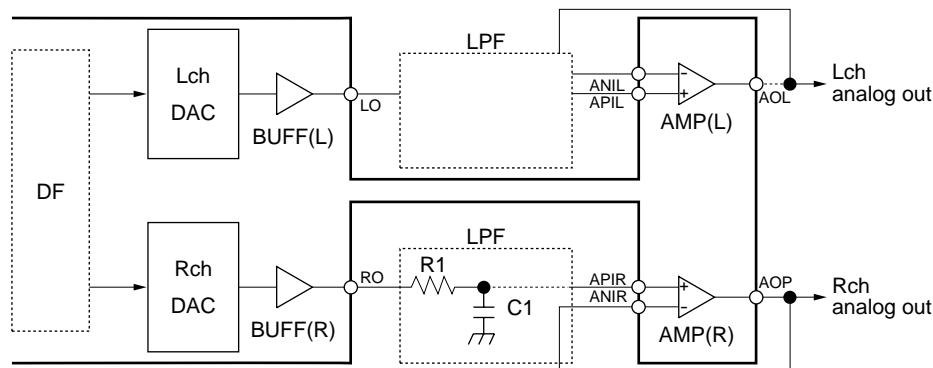 LPF
Lch
DAC
BUFF(L)
LO
ANIL
APIL
-
+
AMP(L)
AOL
Lch
analog out
DF
LPF
Rch
DAC
BUFF(R)
RO
R1
C1
APIR
ANIR
+
-
AMP(R)
AOP
Rch
analog out